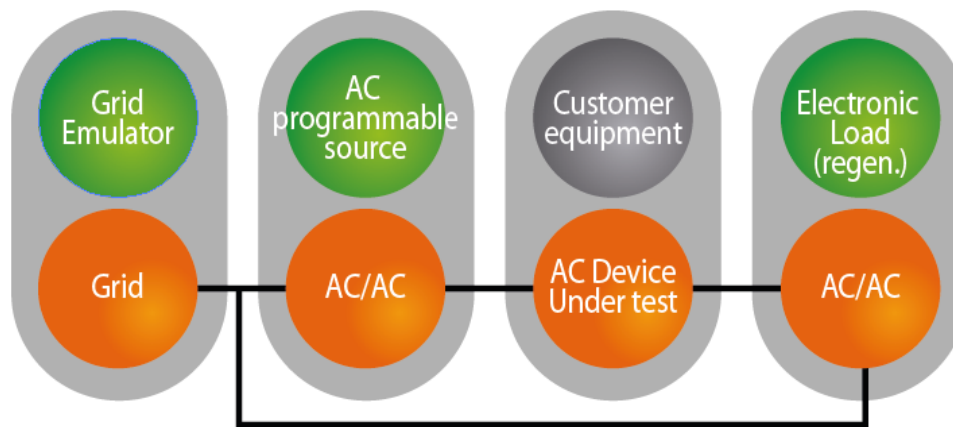 Grid
Emulator
AC
programmable
source
Customer
equipment
Electronic
Load
(regen.)
Grid
AC/AC
AC Device
Under test
AC/AC